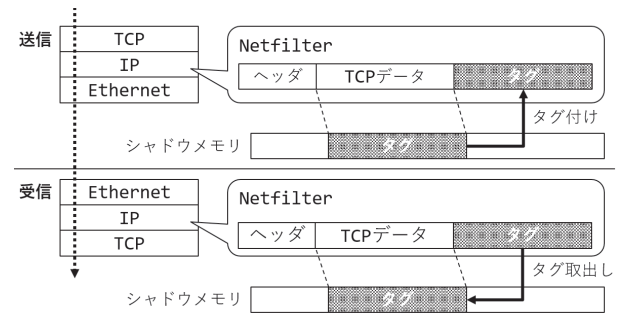 送信
TCP
IP
Ethernet
Netfilter
ヘッダ TCPデータ タグ
タグ付け
シャドウメモリ タグ
受信
Ethernet
IP
TCP
Netfilter
ヘッダ TCPデータ タグ
タグ取出し
シャドウメモリ タグ